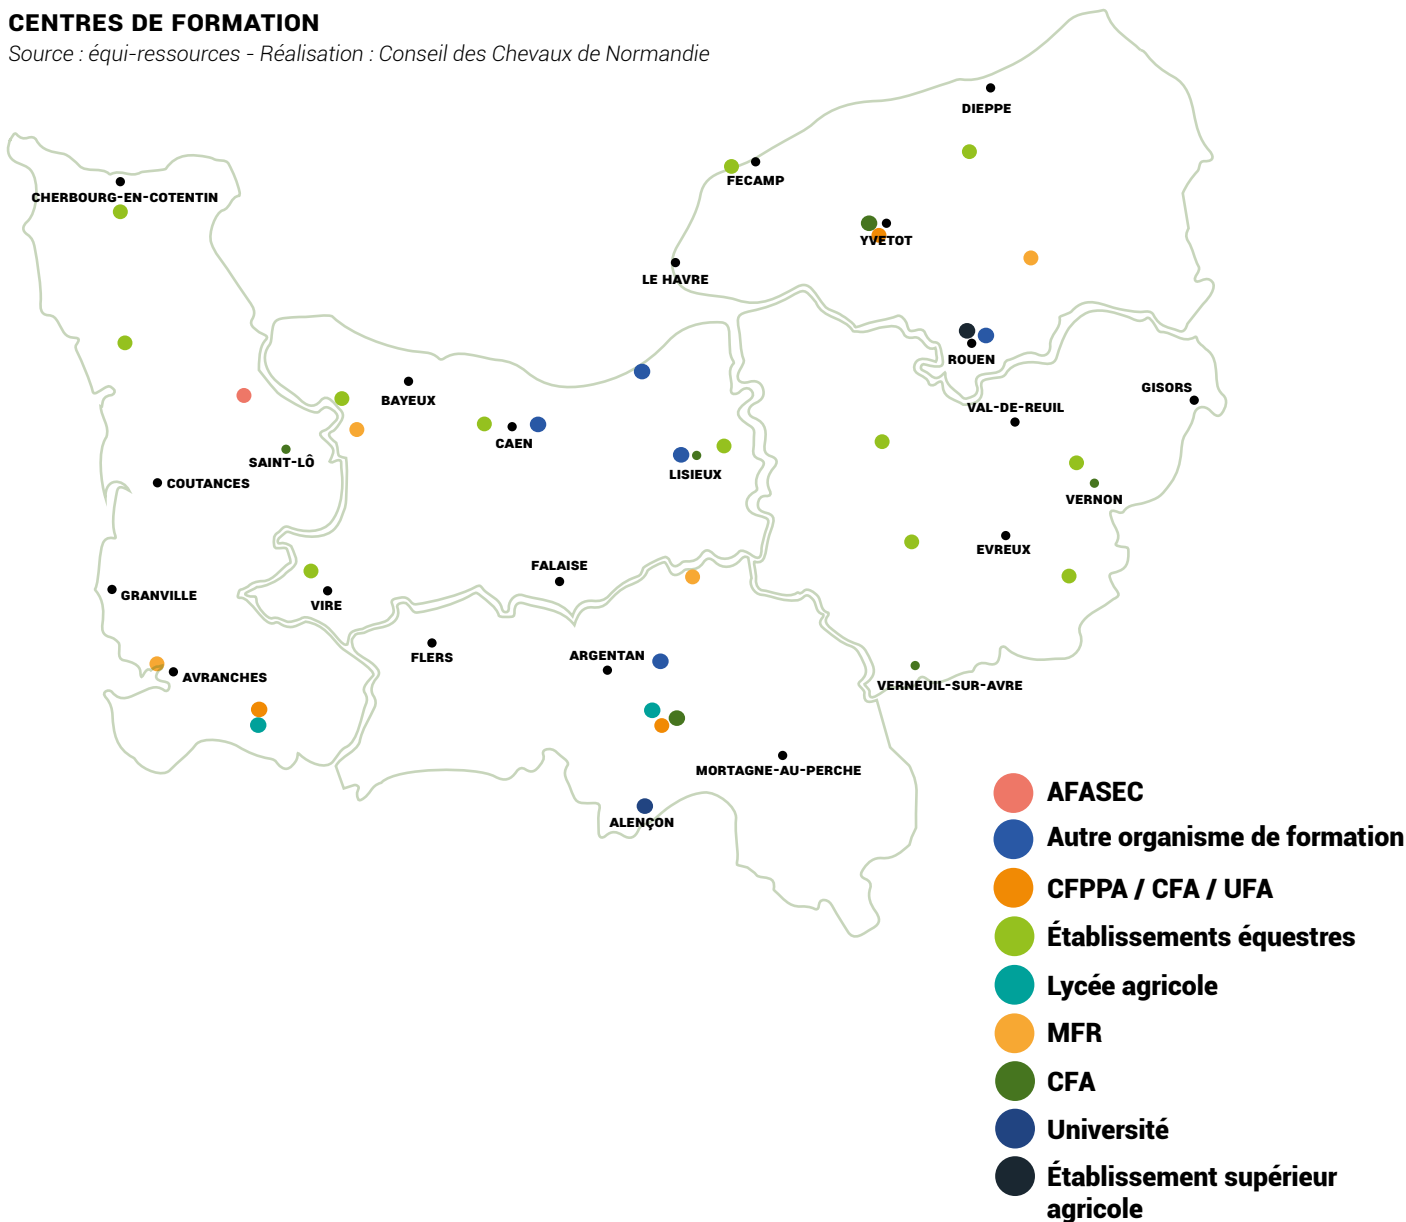 CENTRES DE FORMATION
Source : équi-ressources - Réalisation : Conseil des Chevaux de Normandie
DIEPPE
FECAMP
CHERBOURG-EN-COTENTIN
YVETOT
LE HAVRE
ROUEN
GISORS
BAYEUX
VAL-DE-REUIL
CAEN
SAINT-LÔ
LISIEUX
COUTANCES
VERNON
EVREUX
FALAISE
GRANVILLE
VIRE
FLERS
ARGENTAN
AVRANCHES
VERNEUIL-SUR-AVRE
MORTAGNE-AU-PERCHE
ALENÇON
AFASEC
Autre organisme de formation
CFPPA / CFA / UFA
Établissements équestres
Lycée agricole
MFR
CFA
Université
Établissement supérieur
agricole